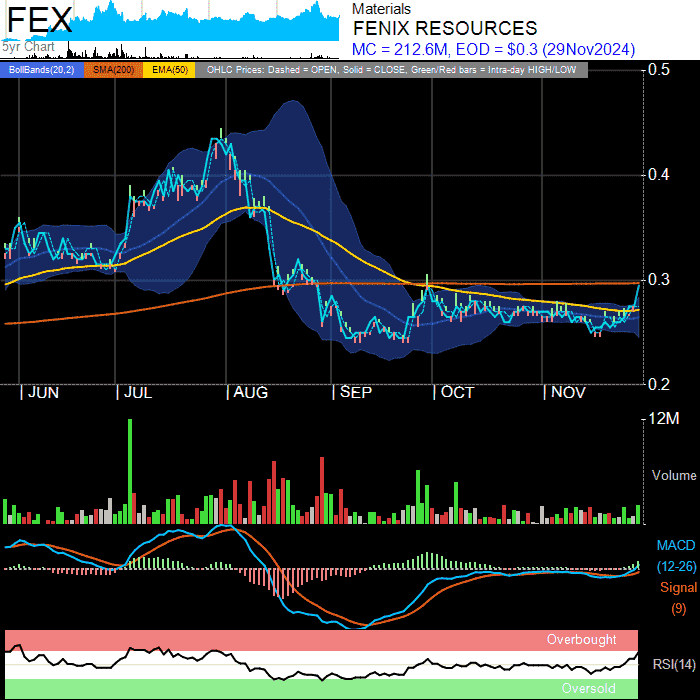 FEX
5yr Chart
Materials
FENIX RESOURCES
MC = 212.6M, EOD = $0.3 (29Nov2024)
BollBands(20,2) SMA(200) EMA(50) OHLC Prices: Dashed = OPEN, Solid = CLOSE, Green/Red bars = Intra-day HIGH/LOW
0.5
0.4
0.3
0.2
| JUN | JUL | AUG | SEP | OCT | NOV
12M
Volume
MACD
(12-26)
Signal
(9)
Overbought
RSI(14)
Oversold